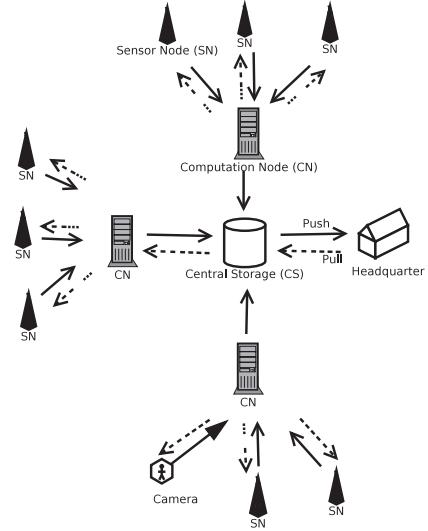 Sensor Node (SN)
SN
SN
Computation Node (CN)
SN
SN
SN
CN
Push
Pull
Central Storage (CS)
Headquarter
CN
Camera
SN
SN